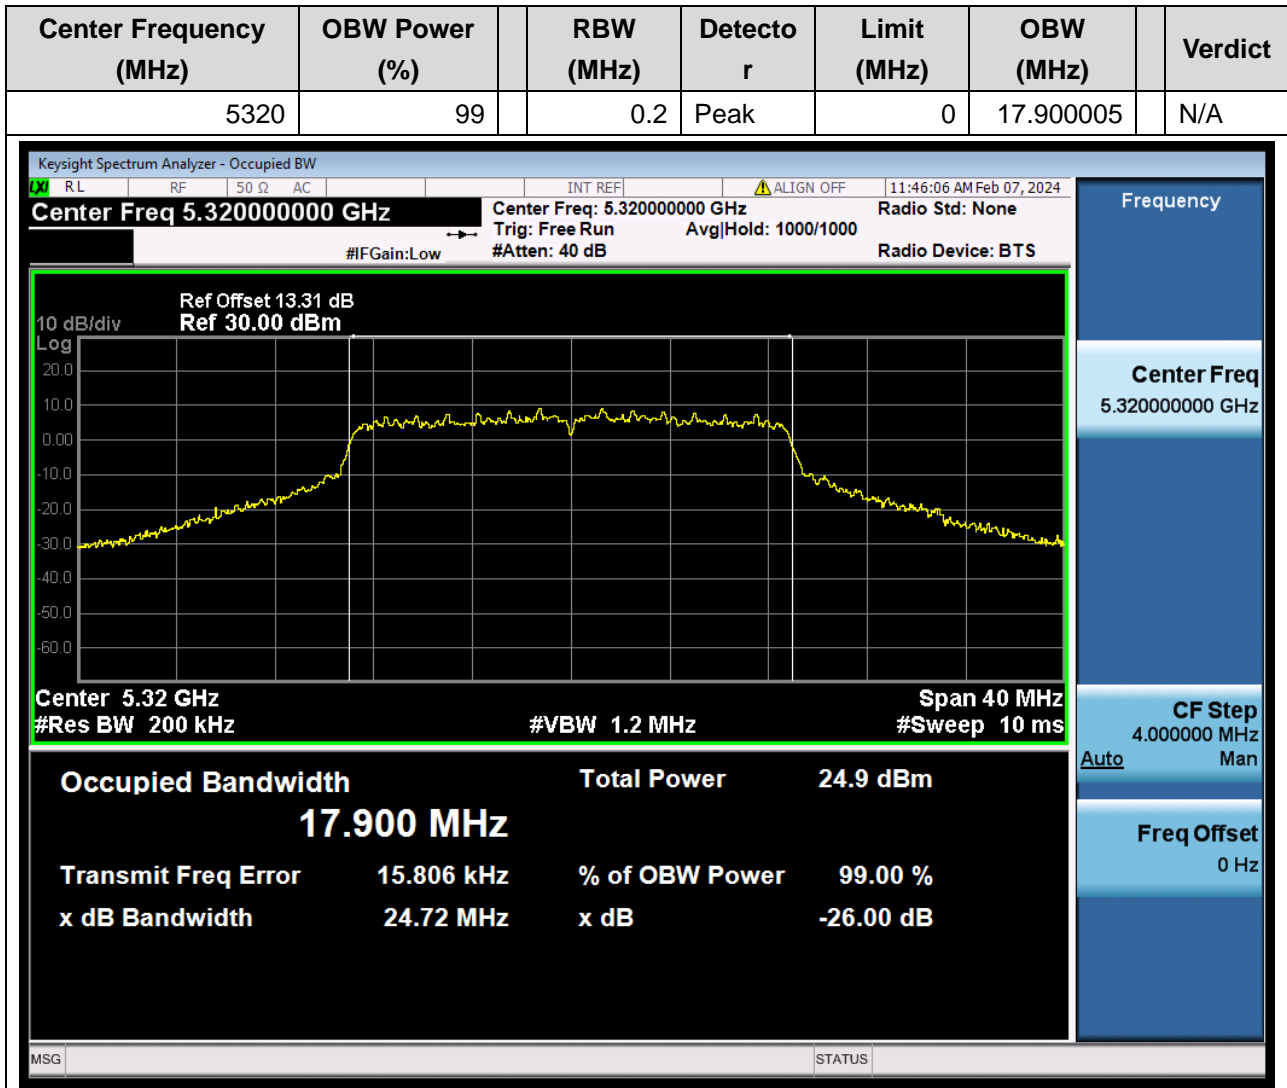 Center Frequency (MHz) OBW Power (%) RBW (MHz) Detector Limit (MHz) OBW (MHz) Verdict
5320 99 0.2 Peak 0 17.900005 N/A
Keysight Spectrum Analyzer - Occupied BW
LXI RL RF 50 Ω AC INT REF ALIGN OFF 11:46:06 AM Feb 07, 2024
Center Freq 5.320000000 GHz
Center Freq: 5.320000000 GHz
Radio Std: None
Trig: Free Run Avg|Hold: 1000/1000
#IFGain:Low #Atten: 40 dB Radio Device: BTS
Ref Offset 13.31 dB
10 dB/div Ref 30.00 dBm
Log
20.0
10.0
0.00
-10.0
-20.0
-30.0
-40.0
-50.0
-60.0
Center 5.32 GHz Span 40 MHz
#Res BW 200 kHz #VBW 1.2 MHz #Sweep 10 ms
Occupied Bandwidth Total Power 24.9 dBm
17.900 MHz
Transmit Freq Error 15.806 kHz % of OBW Power 99.00 %
x dB Bandwidth 24.72 MHz x dB -26.00 dB
MSG STATUS
Frequency
Center Freq
5.320000000 GHz
CF Step
4.000000 MHz
Auto Man
Freq Offset
0 Hz